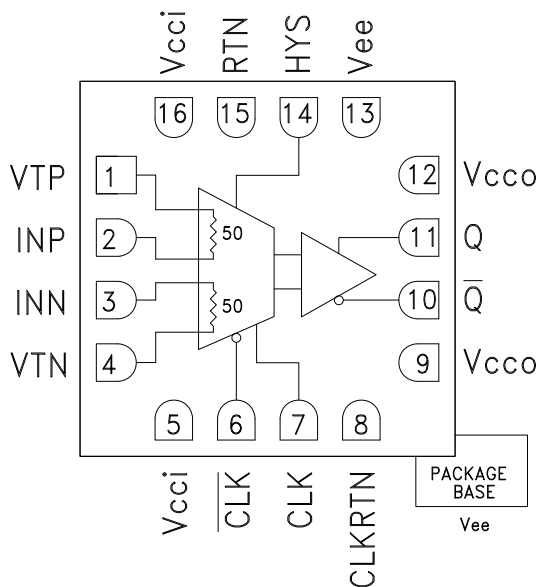 Vcci
RTN
HYS
Vee
16
15
14
13
VTP
1
12
Vcco
50
INP
2
11
Q
INN
3
50
10
Q̅
VTN
4
9
Vcco
5
6
7
8
Vcci
C̅L̅K̅
CLK
CLKRTN
PACKAGE
BASE
Vee